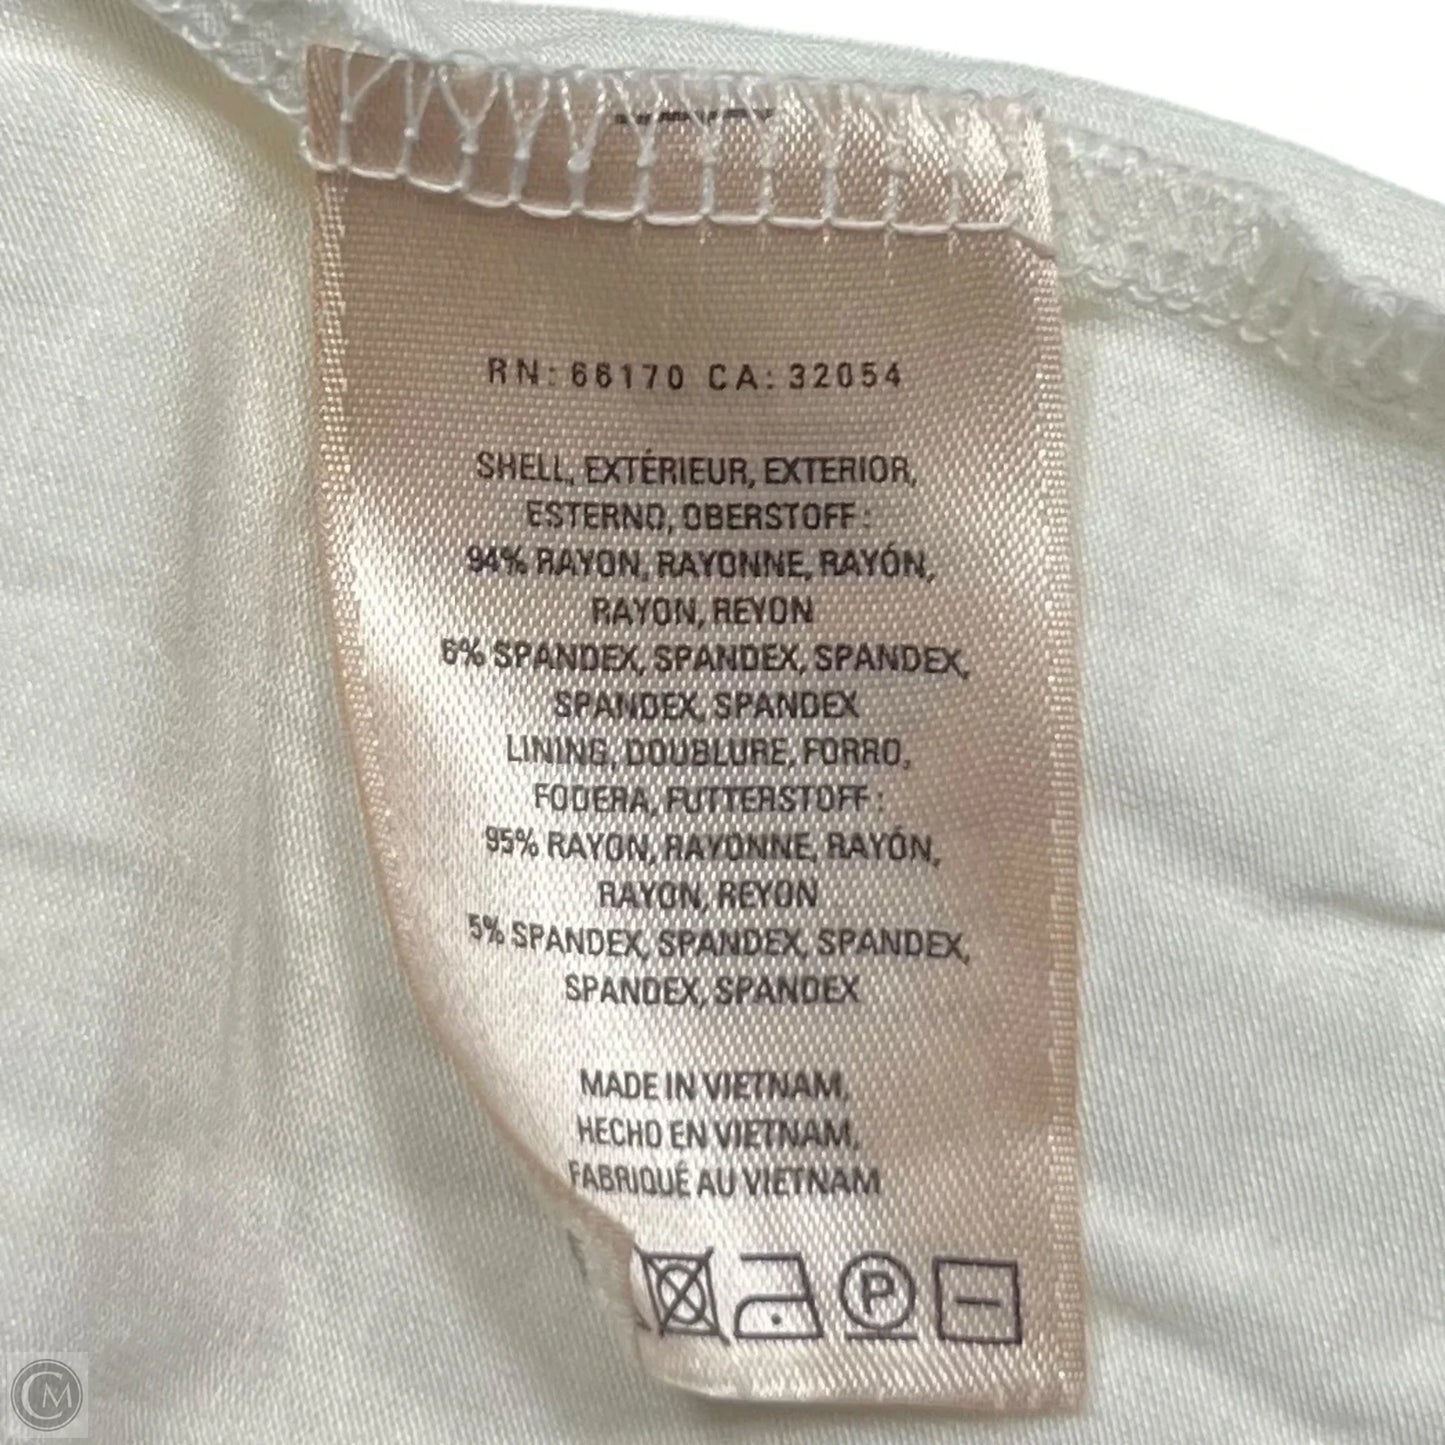 RN: 66170 CA: 32054
SHELL, EXTÉRIEUR, EXTERIOR,
ESTERNO, OBERSTOFF:
94% RAYON, RAYONNE, RAYÓN,
RAYON, REYON
6% SPANDEX, SPANDEX, SPANDEX,
SPANDEX, SPANDEX
LINING, DOUBLURE, FORRO,
FODERA, FUTTERSTOFF:
95% RAYON, RAYONNE, RAYÓN,
RAYON, REYON
5% SPANDEX, SPANDEX, SPANDEX,
SPANDEX, SPANDEX
MADE IN VIETNAM,
HECHO EN VIETNAM,
FABRIQUÉ AU VIETNAM
P
CM